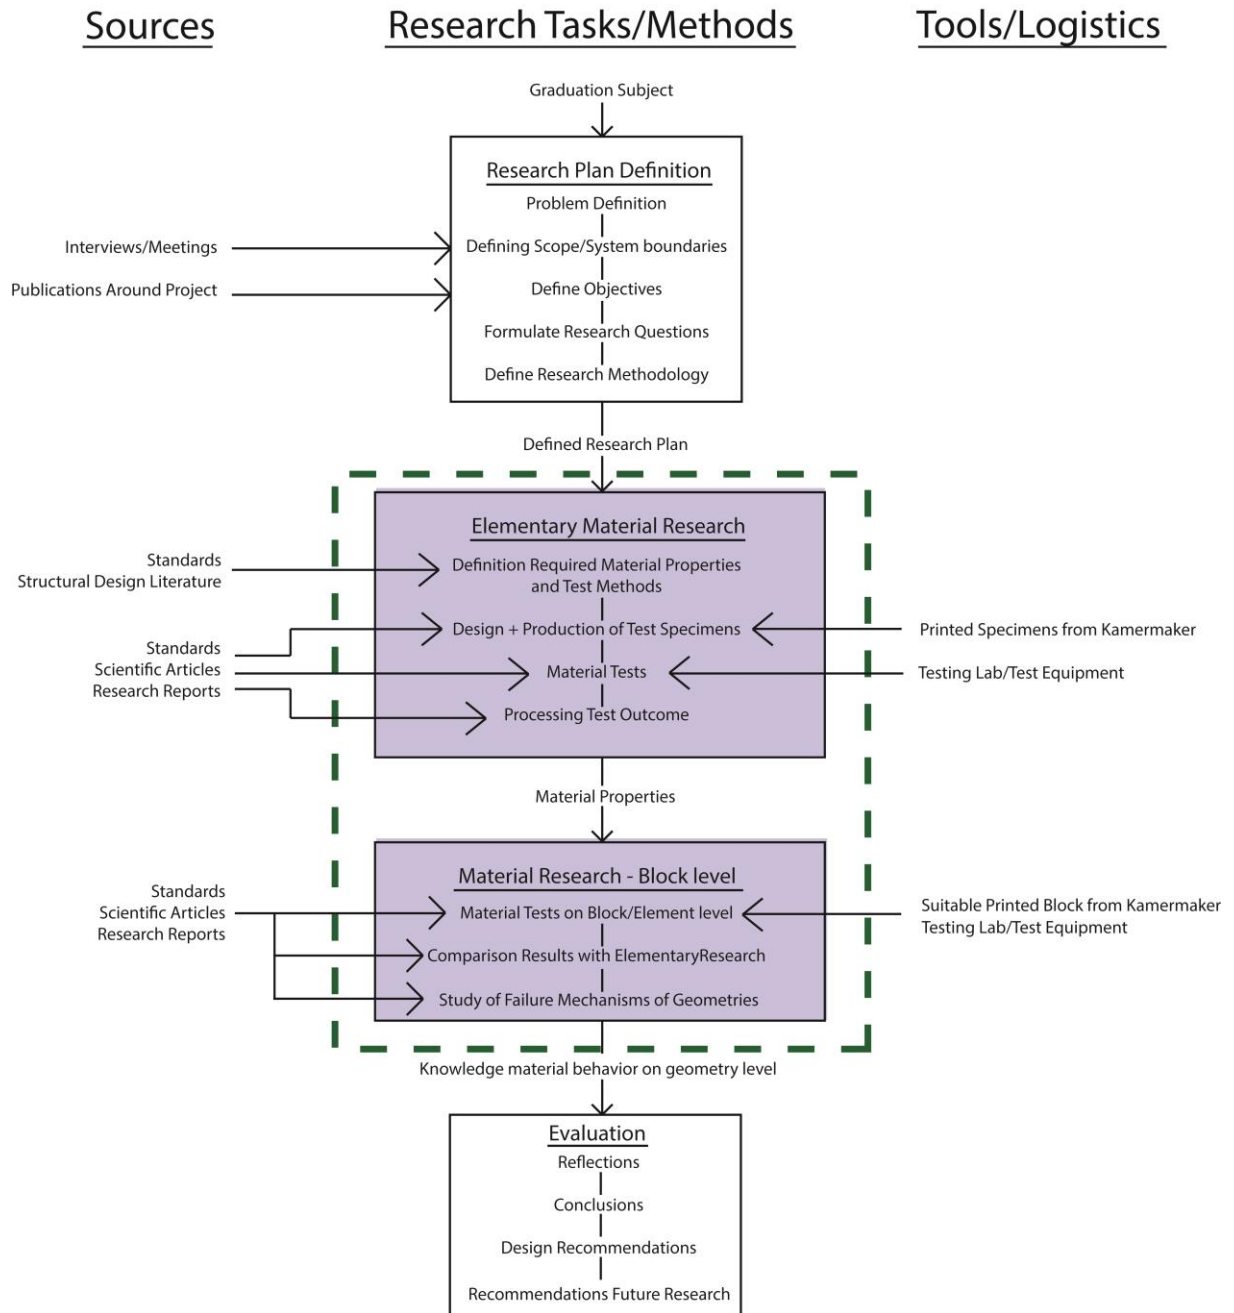 Sources
Research Tasks/Methods
Tools/Logistics
Graduation Subject
Research Plan Definition
Problem Definition
Interviews/Meetings
Defining Scope/System boundaries
Publications Around Project
Define Objectives
Formulate Research Questions
Define Research Methodology
Defined Research Plan
Elementary Material Research
Standards
Structural Design Literature
Definition Required Material Properties
and Test Methods
Standards
Scientific Articles
Research Reports
Design + Production of Test Specimens
Printed Specimens from Kamermaker
Material Tests
Testing Lab/Test Equipment
Processing Test Outcome
Material Properties
Material Research - Block level
Standards
Scientific Articles
Research Reports
Material Tests on Block/Element level
Suitable Printed Block from Kamermaker
Testing Lab/Test Equipment
Comparison Results with ElementaryResearch
Study of Failure Mechanisms of Geometries
Knowledge material behavior on geometry level
Evaluation
Reflections
Conclusions
Design Recommendations
Recommendations Future Research